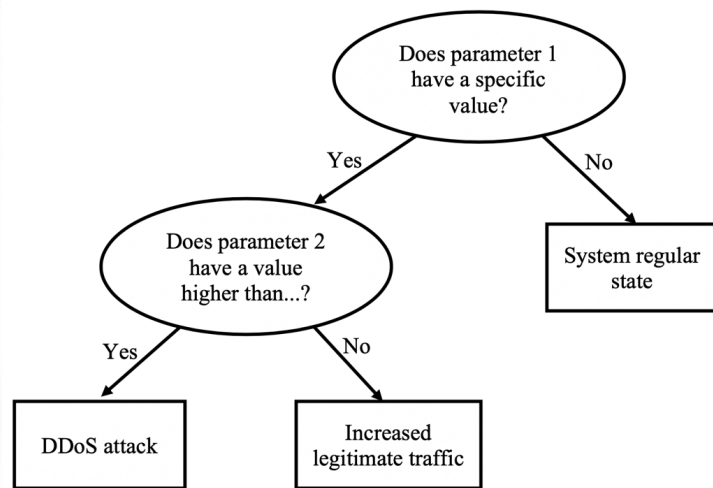 Does parameter 1
have a specific
value?
Yes
No
Does parameter 2
have a value
higher than...?
System regular
state
Yes
No
DDoS attack
Increased
legitimate traffic